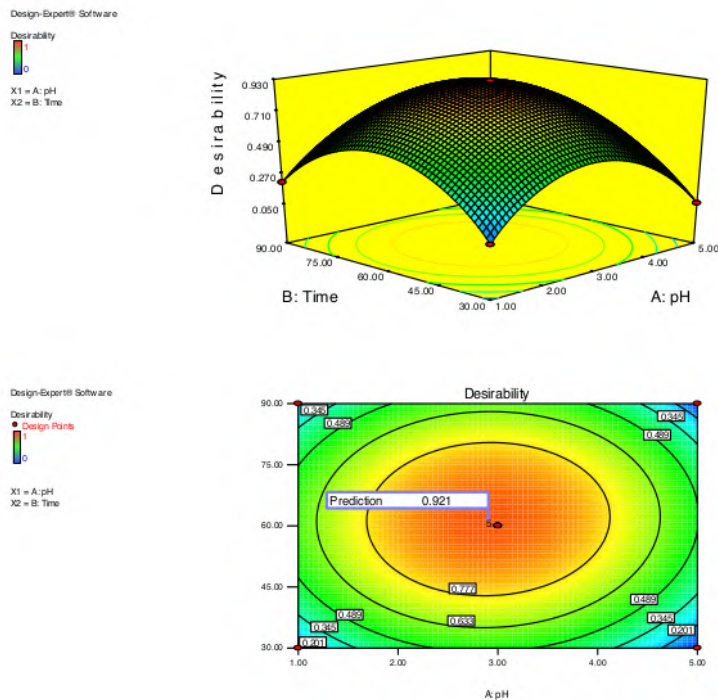 Design-Expert® Software
Desirability
1
0
X1 = A: pH
X2 = B: Time
0.930
0.710
0.490
0.270
0.050
Desirability
90.00
75.00
60.00
45.00
30.00
B: Time
1.00
2.00
3.00
4.00
5.00
A: pH
Design-Expert® Software
Desirability
Design Points
1
0
X1 = A: pH
X2 = B: Time
Desirability
90.00
75.00
60.00
45.00
30.00
0.345
0.489
0.345
0.489
Prediction 0.921
5
0.777
0.633
0.489
0.345
0.201
0.489
0.345
0.201
1.00 2.00 3.00 4.00 5.00
A: pH